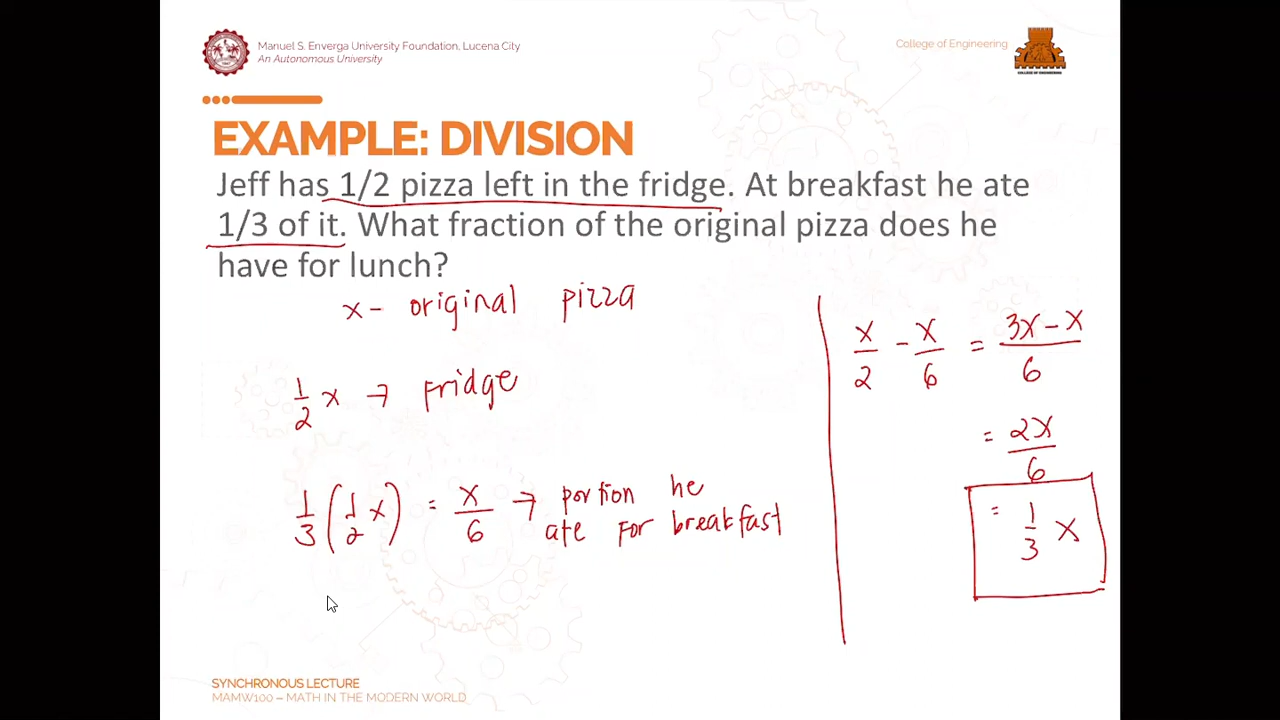 Manuel S. Enverga University Foundation, Lucena City
An Autonomous University
College of Engineering
COLLEGE OF ENGINEERING
EXAMPLE: DIVISION
Jeff has 1/2 pizza left in the fridge. At breakfast he ate
1/3 of it. What fraction of the original pizza does he
have for lunch?
x - original pizza
1/2 x → Fridge
1/3 (1/2 x) = x/6 → portion he
ate for breakfast
x/2 - x/6 = 3x - x/6
= 2x/6
= 1/3 x
SYNCHRONOUS LECTURE
MAMW100 – MATH IN THE MODERN WORLD